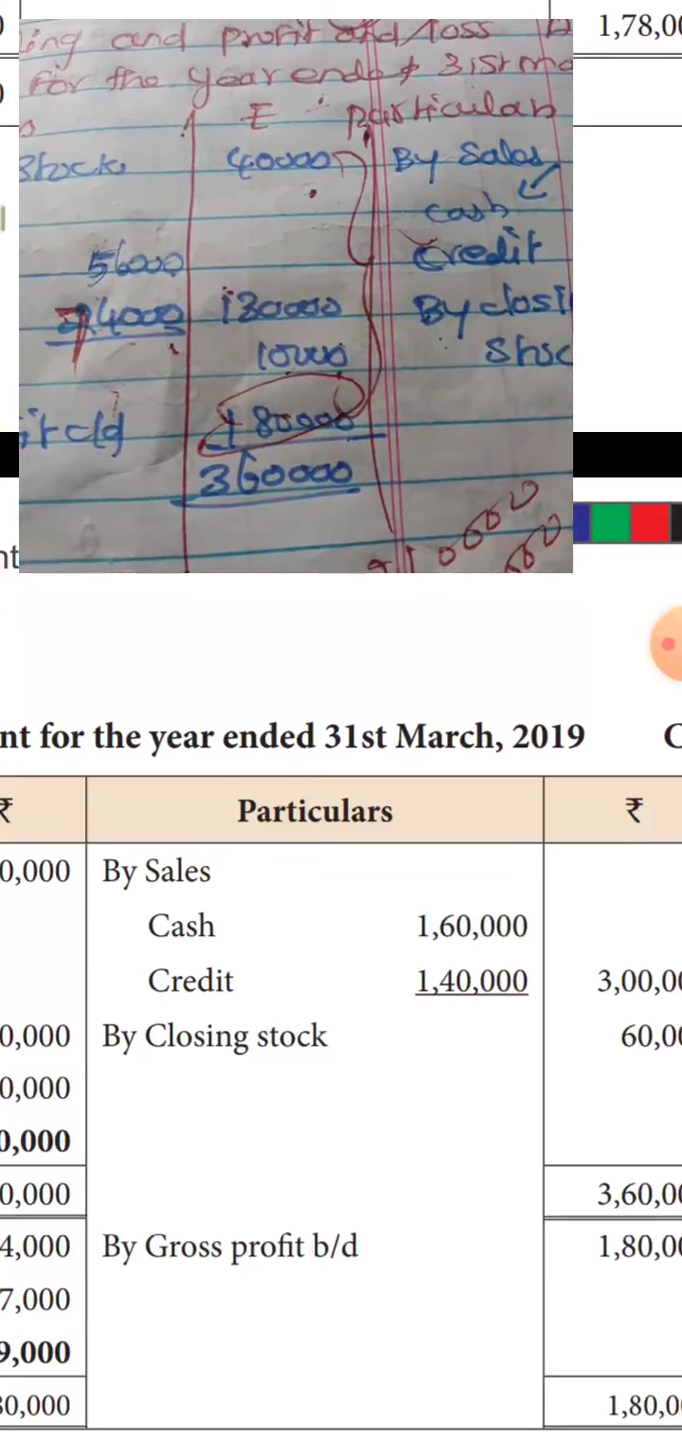 1,78,00
ing and profit and/loss
for the year ended 31st ma
₹ particulars
Stock 40000 By Sales
cash
56000 Credit
74000 130000 By closi
10000 Stoc
it c/d 180000
360000
nt
nt for the year ended 31st March, 2019 C
₹ Particulars ₹
0,000 By Sales
Cash 1,60,000
Credit 1,40,000 3,00,00
0,000 By Closing stock 60,00
0,000
0,000
0,000 3,60,00
4,000 By Gross profit b/d 1,80,00
7,000
9,000
80,000 1,80,0